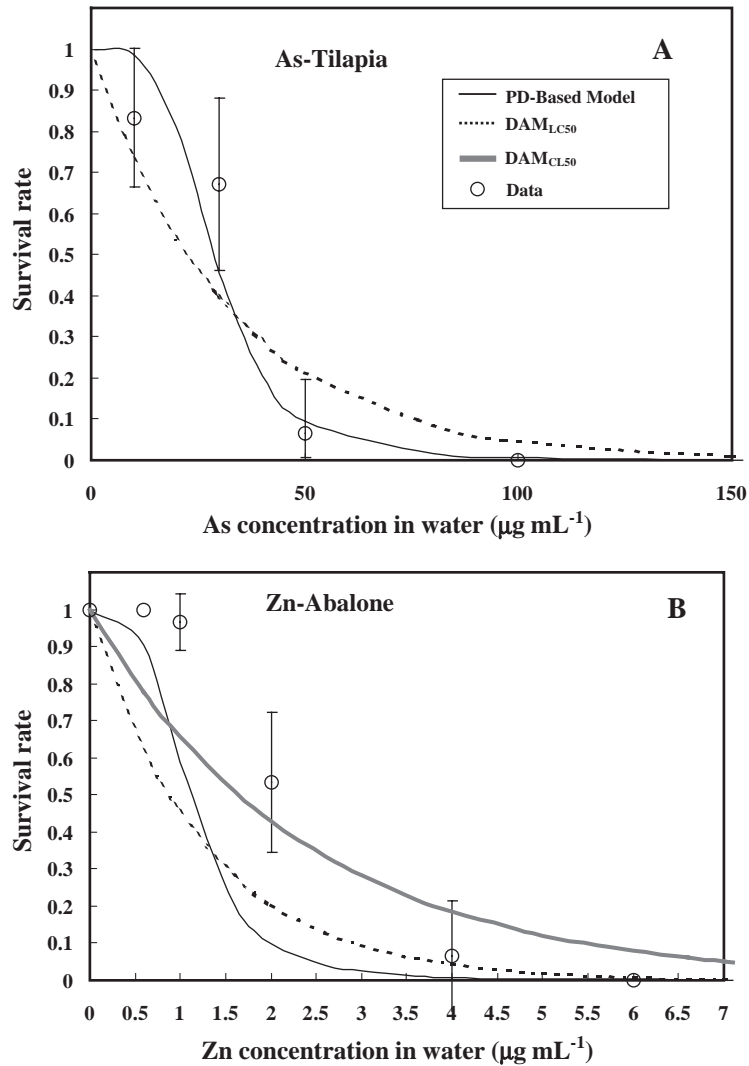 As-Tilapia
A
PD-Based Model
DAMLC50
DAMCL50
Data
Survival rate
1
0.9
0.8
0.7
0.6
0.5
0.4
0.3
0.2
0.1
0
0 50 100 150
As concentration in water (μg mL-1)
Zn-Abalone
B
Survival rate
1
0.9
0.8
0.7
0.6
0.5
0.4
0.3
0.2
0.1
0
0 0.5 1 1.5 2 2.5 3 3.5 4 4.5 5 5.5 6 6.5 7
Zn concentration in water (μg mL-1)